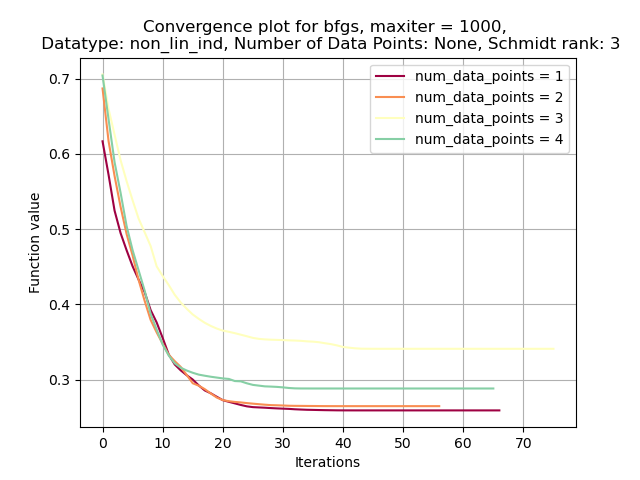 Convergence plot for bfgs, maxiter = 1000,
Datatype: non_lin_ind, Number of Data Points: None, Schmidt rank: 3
num_data_points = 1
num_data_points = 2
num_data_points = 3
num_data_points = 4
Function value
0.7
0.6
0.5
0.4
0.3
0 10 20 30 40 50 60 70
Iterations